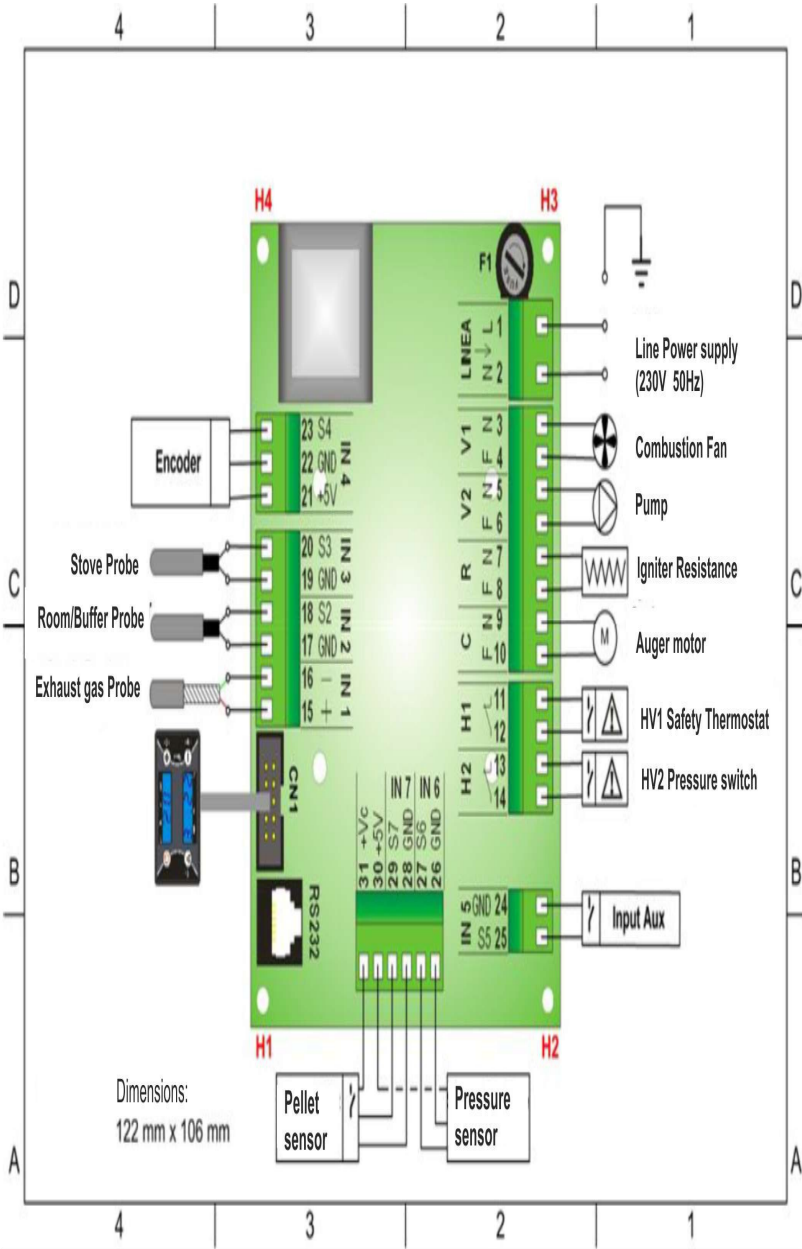 4 3 2 1
H4 H3
D D
F1
LINEA
L 1
N 2
Line Power supply
(230V 50Hz)
V1
N 3
F 4
Combustion Fan
V2
N 5
F 6
Pump
R
N 7
F 8
Igniter Resistance
C
N 9
F 10
M
Auger motor
H1
11
12
HV1 Safety Thermostat
H2
13
14
HV2 Pressure switch
Encoder
23 S4
22 GND
21 +5V
IN 4
C C
Stove Probe
20 S3
19 GND
IN 3
Room/Buffer Probe
18 S2
17 GND
IN 2
Exhaust gas Probe
16 –
15 +
IN 1
CN1
B B
RS232
IN 7 IN 6
31 +Vc
30 +5V
29 S7
28 GND
27 S6
26 GND
IN 5
GND 24
S5 25
Input Aux
H1 H2
Dimensions:
122 mm x 106 mm
Pellet
sensor
Pressure
sensor
A A
4 3 2 1